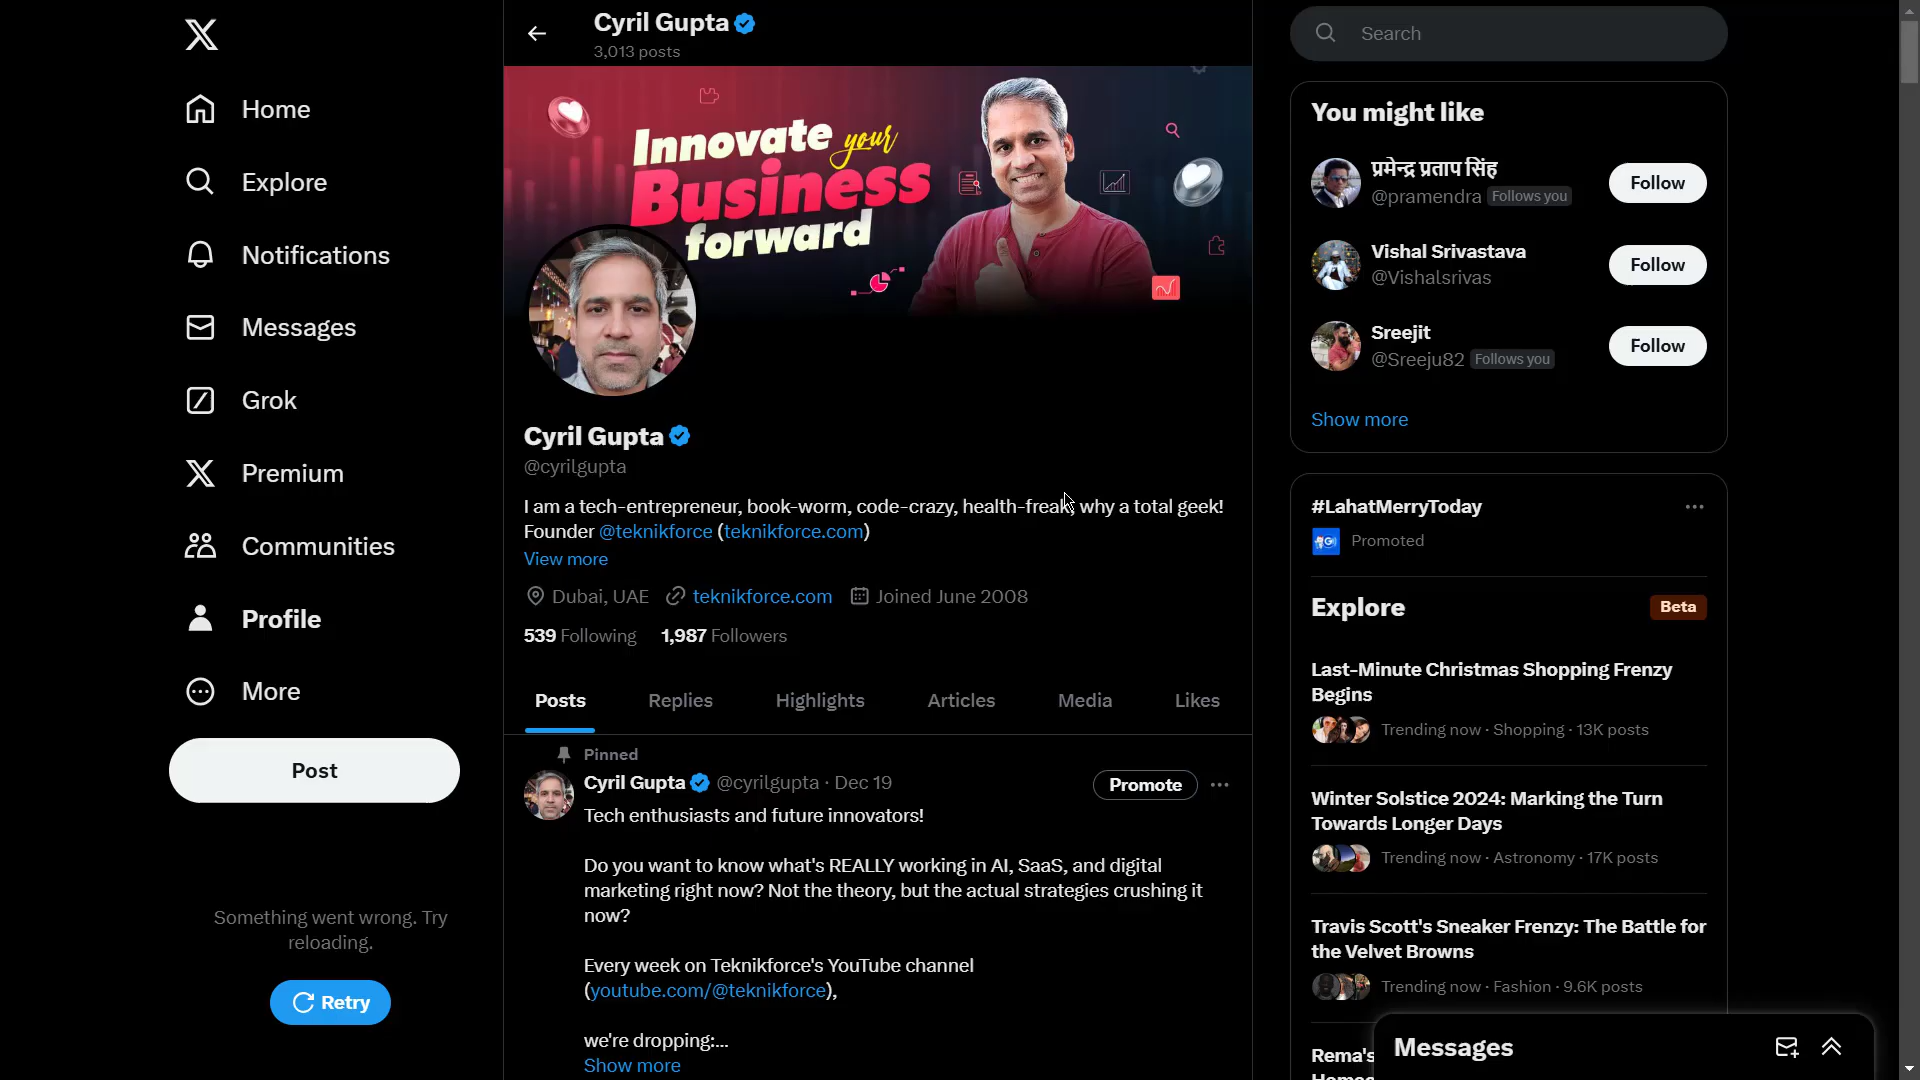 Cyril Gupta
3,013 posts
Search
Home
Explore
Notifications
Messages
Grok
Premium
Communities
Profile
More
Post
Something went wrong. Try
reloading.
Retry
Innovate your
Business
forward
Cyril Gupta
@cyrilgupta
I am a tech-entrepreneur, book-worm, code-crazy, health-freak, why a total geek!
Founder @teknikforce (teknikforce.com)
View more
Dubai, UAE teknikforce.com Joined June 2008
539 Following 1,987 Followers
Posts Replies Highlights Articles Media Likes
Pinned
Cyril Gupta @cyrilgupta · Dec 19
Promote
Tech enthusiasts and future innovators!
Do you want to know what's REALLY working in AI, SaaS, and digital
marketing right now? Not the theory, but the actual strategies crushing it
now?
Every week on Teknikforce's YouTube channel
(youtube.com/@teknikforce),
we're dropping:...
Show more
You might like
प्रमेन्द्र प्रताप सिंह
@pramendra Follows you
Follow
Vishal Srivastava
@Vishalsrivas
Follow
Sreejit
@Sreeju82 Follows you
Follow
Show more
#LahatMerryToday
Promoted
Explore
Beta
Last-Minute Christmas Shopping Frenzy
Begins
Trending now · Shopping · 13K posts
Winter Solstice 2024: Marking the Turn
Towards Longer Days
Trending now · Astronomy · 17K posts
Travis Scott's Sneaker Frenzy: The Battle for
the Velvet Browns
Trending now · Fashion · 9.6K posts
Rema's
Messages